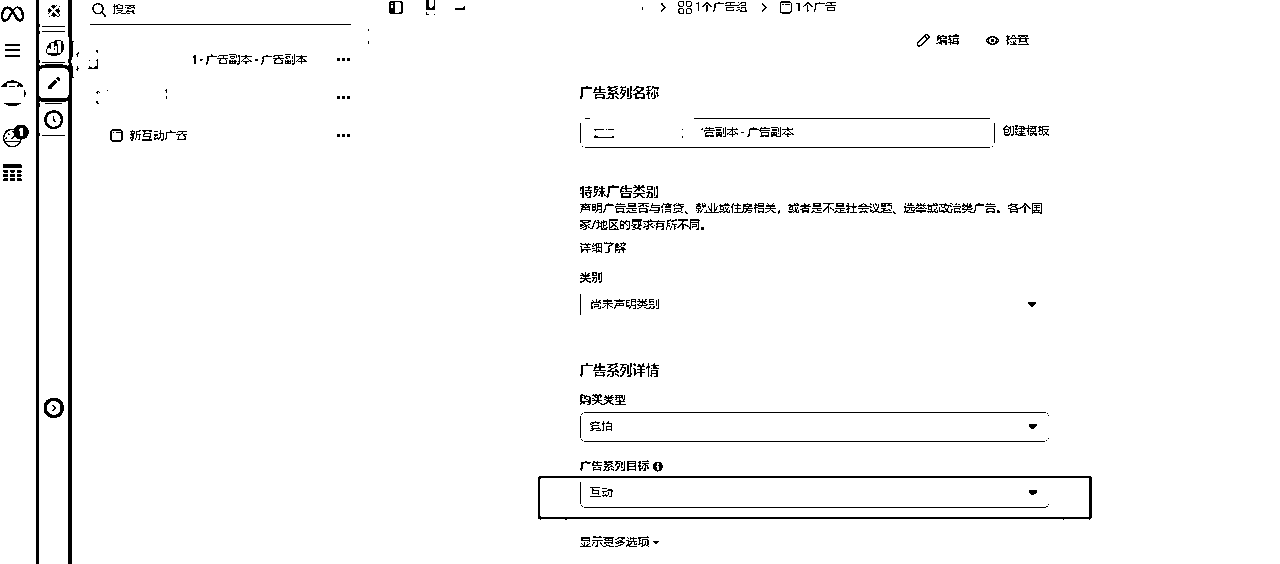 搜索
1个广告组
1个广告
编辑
检查
1 - 广告副本 - 广告副本
新互动广告
广告系列名称
告副本 - 广告副本
创建模板
特殊广告类别
声明广告是否与信贷、就业或住房相关，或者是不是社会议题、选举或政治类广告。各个国
家/地区的要求有所不同。
详细了解
类别
尚未声明类别
广告系列详情
购买类型
竞拍
广告系列目标
互动
显示更多选项